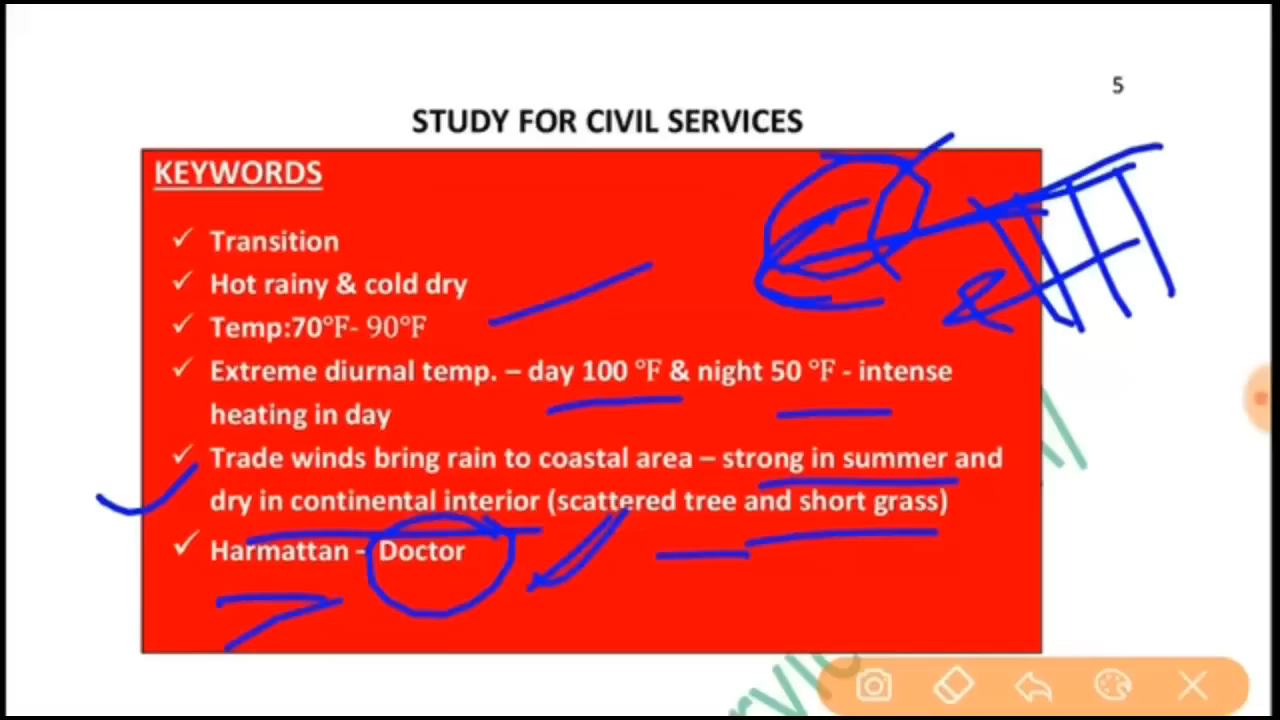 5
STUDY FOR CIVIL SERVICES
KEYWORDS
✓ Transition
✓ Hot rainy & cold dry
✓ Temp:70°F- 90°F
✓ Extreme diurnal temp. – day 100 °F & night 50 °F - intense
heating in day
✓ Trade winds bring rain to coastal area – strong in summer and
dry in continental interior (scattered tree and short grass)
✓ Harmattan – Doctor